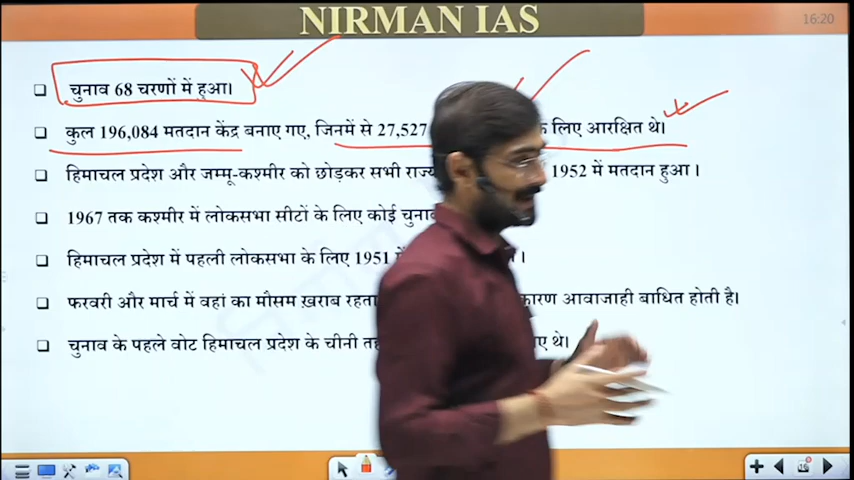 NIRMAN IAS
16:20
चुनाव 68 चरणों में हुआ।
कुल 196,084 मतदान केंद्र बनाए गए, जिनमें से 27,527 के लिए आरक्षित थे।
हिमाचल प्रदेश और जम्मू-कश्मीर को छोड़कर सभी 1952 में मतदान हुआ ।
1967 तक कश्मीर में लोकसभा सीटों के लिए कोई
हिमाचल प्रदेश में पहली लोकसभा के लिए 1951
फरवरी और मार्च में वहां का मौसम ख़राब रहता आवाजाही बाधित होती है।
चुनाव के पहले वोट हिमाचल प्रदेश के चीनी थे।